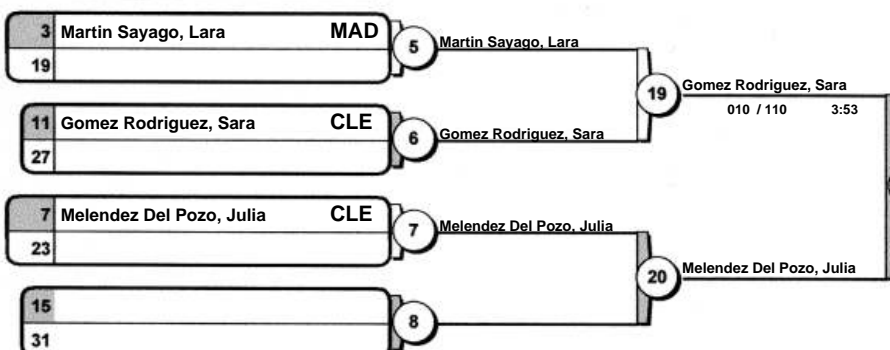 3 Martin Sayago, Lara MAD
19
5 Martin Sayago, Lara
11 Gomez Rodriguez, Sara CLE
27
6 Gomez Rodriguez, Sara
19 Gomez Rodriguez, Sara
010 / 110 3:53
7 Melendez Del Pozo, Julia CLE
23
7 Melendez Del Pozo, Julia
15
31
8
20 Melendez Del Pozo, Julia